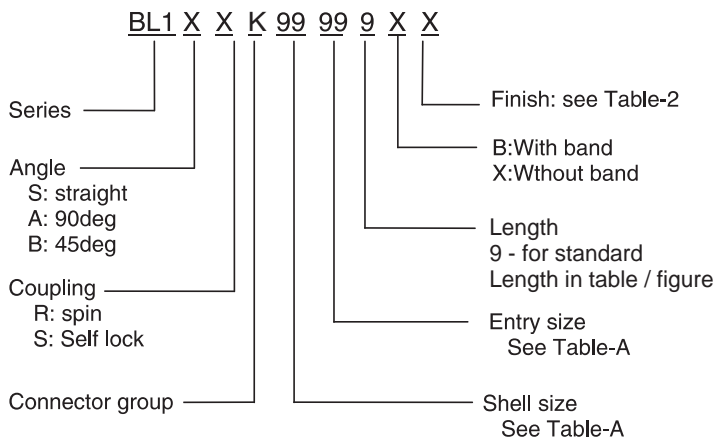 BL1 X X K 99 99 9 X X
Series
Angle
S: straight
A: 90deg
B: 45deg
Coupling
R: spin
S: Self lock
Connector group
Finish: see Table-2
B:With band
X:Wthout band
Length
9 - for standard
Length in table / figure
Entry size
See Table-A
Shell size
See Table-A